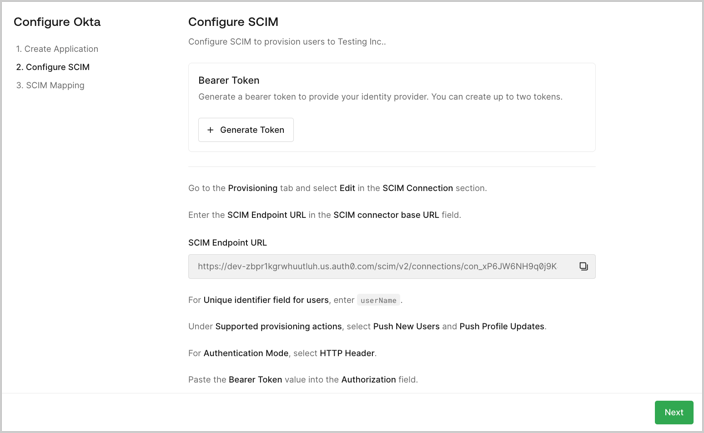 Configure Okta
1. Create Application
2. Configure SCIM
3. SCIM Mapping
Configure SCIM
Configure SCIM to provision users to Testing Inc..
Bearer Token
Generate a bearer token to provide your identity provider. You can create up to two tokens.
+ Generate Token
Go to the Provisioning tab and select Edit in the SCIM Connection section.
Enter the SCIM Endpoint URL in the SCIM connector base URL field.
SCIM Endpoint URL
https://dev-zbpr1kgrwhuutluh.us.auth0.com/scim/v2/connections/con_xP6JW6NH9q0j9K
For Unique identifier field for users, enter userName.
Under Supported provisioning actions, select Push New Users and Push Profile Updates.
For Authentication Mode, select HTTP Header.
Paste the Bearer Token value into the Authorization field.
Next